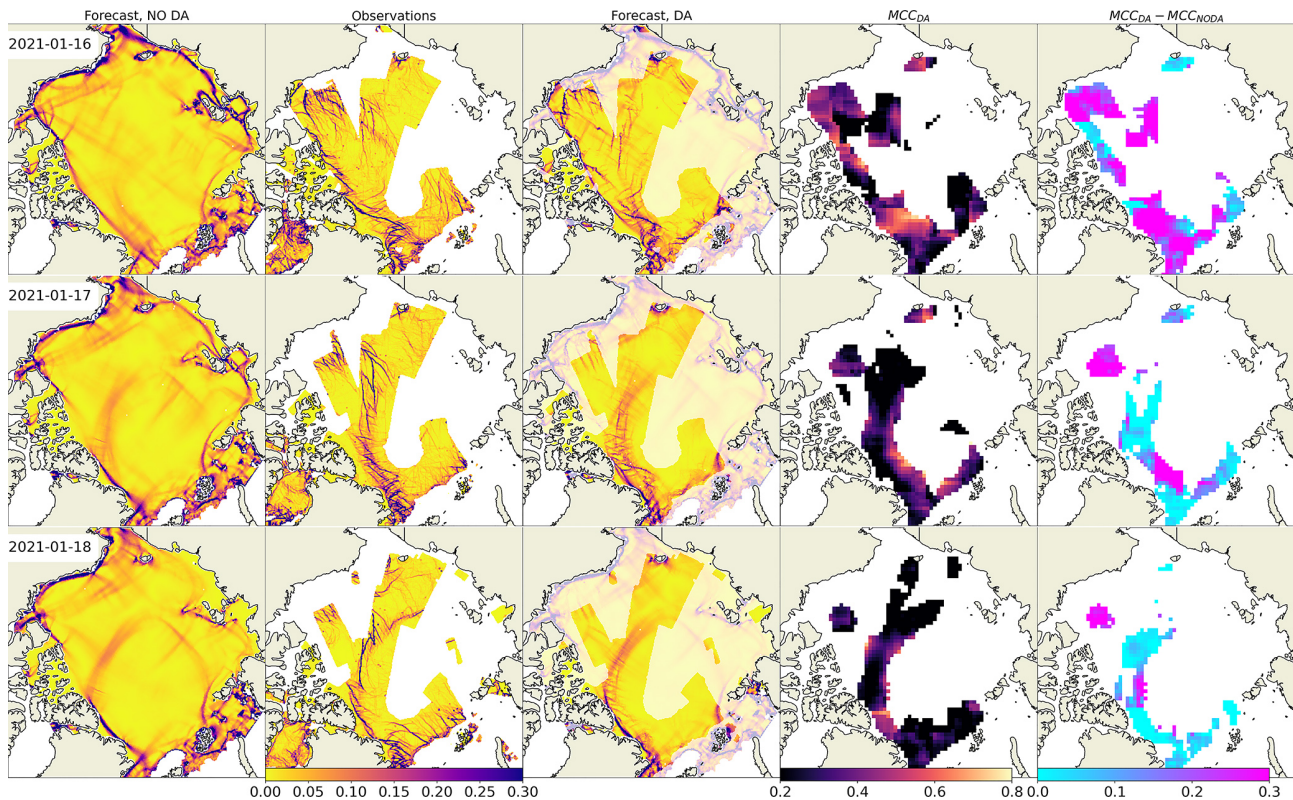 Forecast, NO DA
Observations
Forecast, DA
MCC_DA
MCC_DA − MCC_NODA
2021-01-16
2021-01-17
2021-01-18
0.00 0.05 0.10 0.15 0.20 0.25 0.30
0.2 0.4 0.6 0.8
0.0 0.1 0.2 0.3